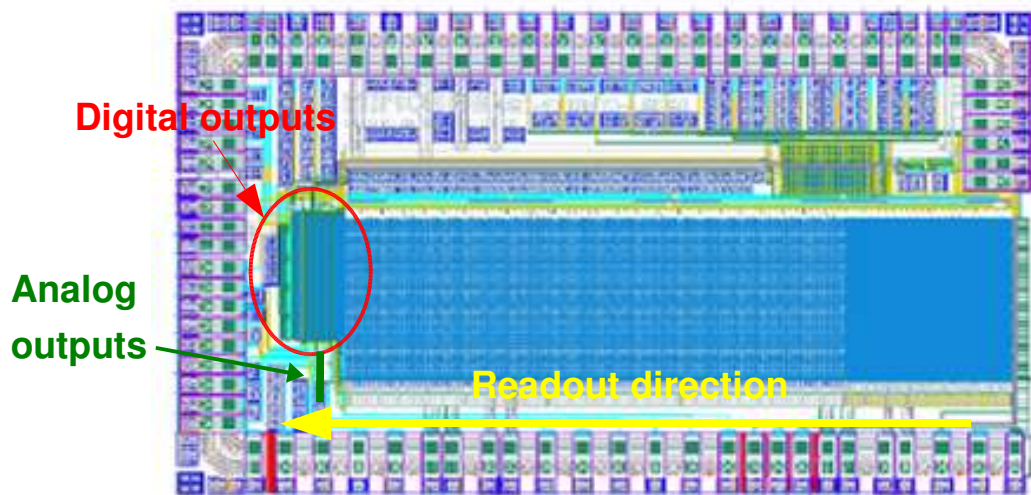 Digital outputs
Analog
outputs
Readout direction